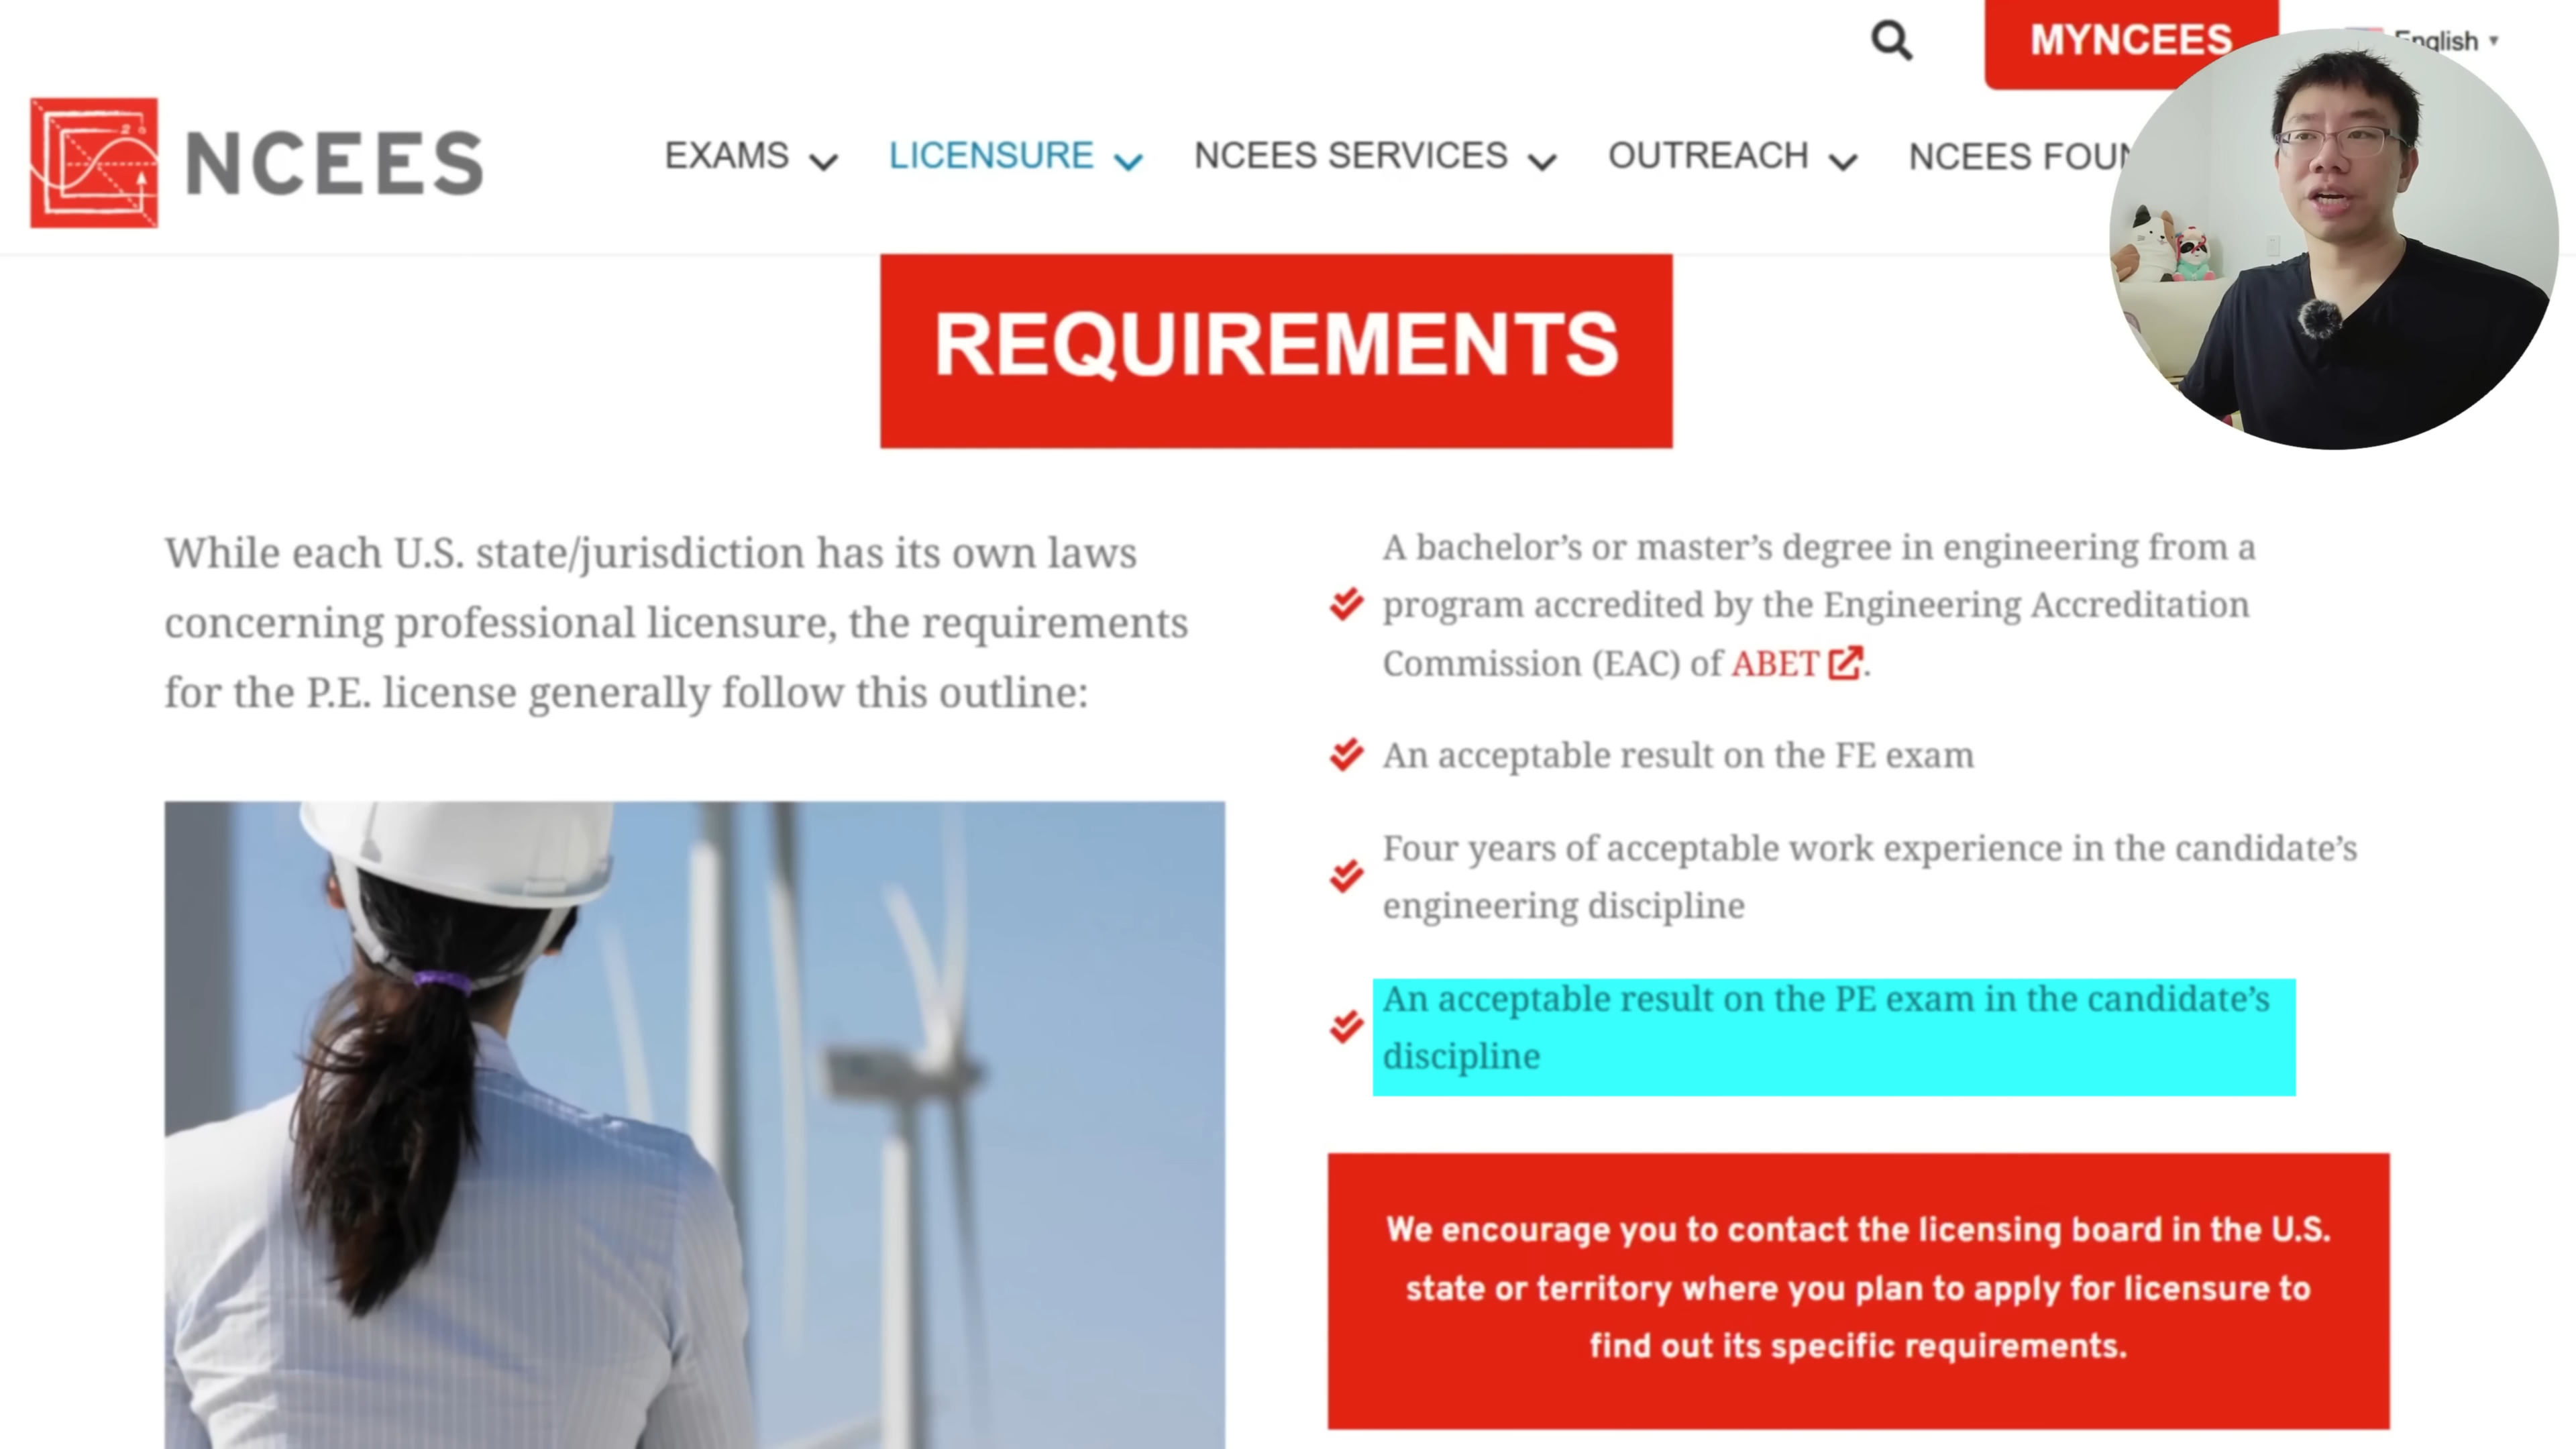 MYNCEES
English
NCEES
EXAMS
LICENSURE
NCEES SERVICES
OUTREACH
NCEES
REQUIREMENTS
While each U.S. state/jurisdiction has its own laws
concerning professional licensure, the requirements
for the P.E. license generally follow this outline:
A bachelor’s or master’s degree in engineering from a
program accredited by the Engineering Accreditation
Commission (EAC) of ABET.
An acceptable result on the FE exam
Four years of acceptable work experience in the candidate’s
engineering discipline
An acceptable result on the PE exam in the candidate’s
discipline
We encourage you to contact the licensing board in the U.S.
state or territory where you plan to apply for licensure to
find out its specific requirements.